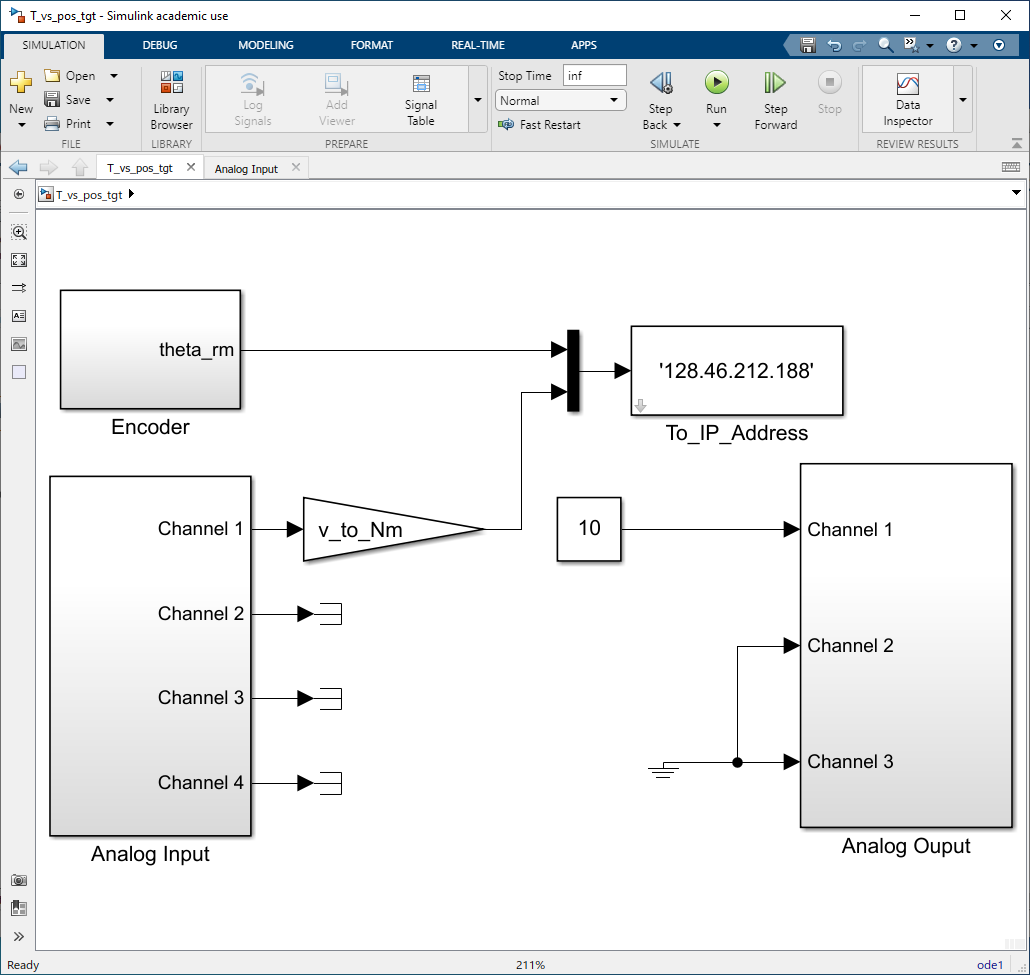 T_vs_pos_tgt - Simulink academic use
SIMULATION DEBUG MODELING FORMAT REAL-TIME APPS
New
Open
Save
Print
FILE
Library
Browser
LIBRARY
Log
Signals
Add
Viewer
Signal
Table
PREPARE
Stop Time inf
Normal
Fast Restart
Step
Back
Run
Step
Forward
Stop
SIMULATE
Data
Inspector
REVIEW RESULTS
T_vs_pos_tgt Analog Input
T_vs_pos_tgt
theta_rm
Encoder
'128.46.212.188'
To_IP_Address
Channel 1
Channel 2
Channel 3
Channel 4
Analog Input
v_to_Nm
10
Channel 1
Channel 2
Channel 3
Analog Ouput
Ready 211% ode1